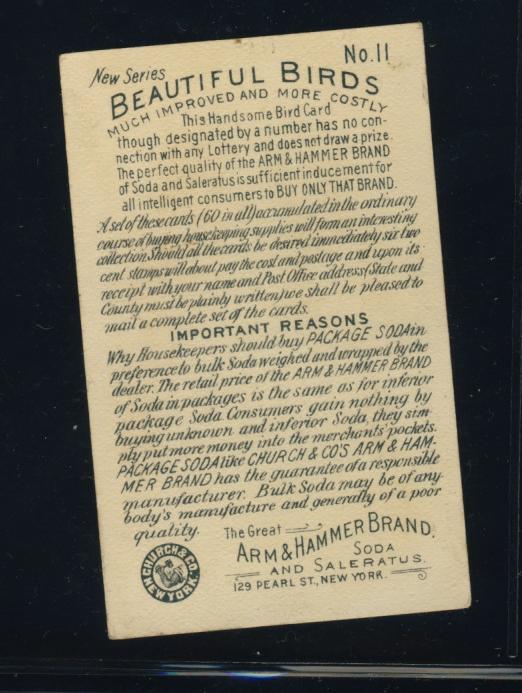 New Series No. 11
BEAUTIFUL BIRDS
MUCH IMPROVED AND MORE COSTLY
This Handsome Bird Card
though designated by a number has no con-
nection with any Lottery and does not draw a prize.
The perfect quality of the ARM & HAMMER BRAND
of Soda and Saleratus is sufficient inducement for
all intelligent consumers to BUY ONLY THAT BRAND.
A set of these cards (60 in all) accumulated in the ordinary
course of buying housekeeping supplies will form an interesting
collection. Should all the cards be desired immediately six two
cent stamps will about pay the cost and postage and upon its
receipt with your name and Post Office address (State and
County must be plainly written) we shall be pleased to
mail a complete set of the cards.
IMPORTANT REASONS
Why Housekeepers should buy PACKAGE SODA in
preference to bulk Soda weighed and wrapped by the
dealer. The retail price of the ARM & HAMMER BRAND
of Soda in packages is the same as for inferior
package Soda. Consumers gain nothing by
buying unknown and inferior Soda, they sim-
ply put more money into the merchants' pockets.
PACKAGE SODA like CHURCH & CO'S ARM & HAM-
MER BRAND has the guarantee of a responsible
manufacturer. Bulk Soda may be of any-
body's manufacture and generally of a poor
quality.
The Great
ARM & HAMMER BRAND.
SODA
AND SALERATUS.
129 PEARL ST., NEW YORK.
CHURCH & CO.
NEW YORK.